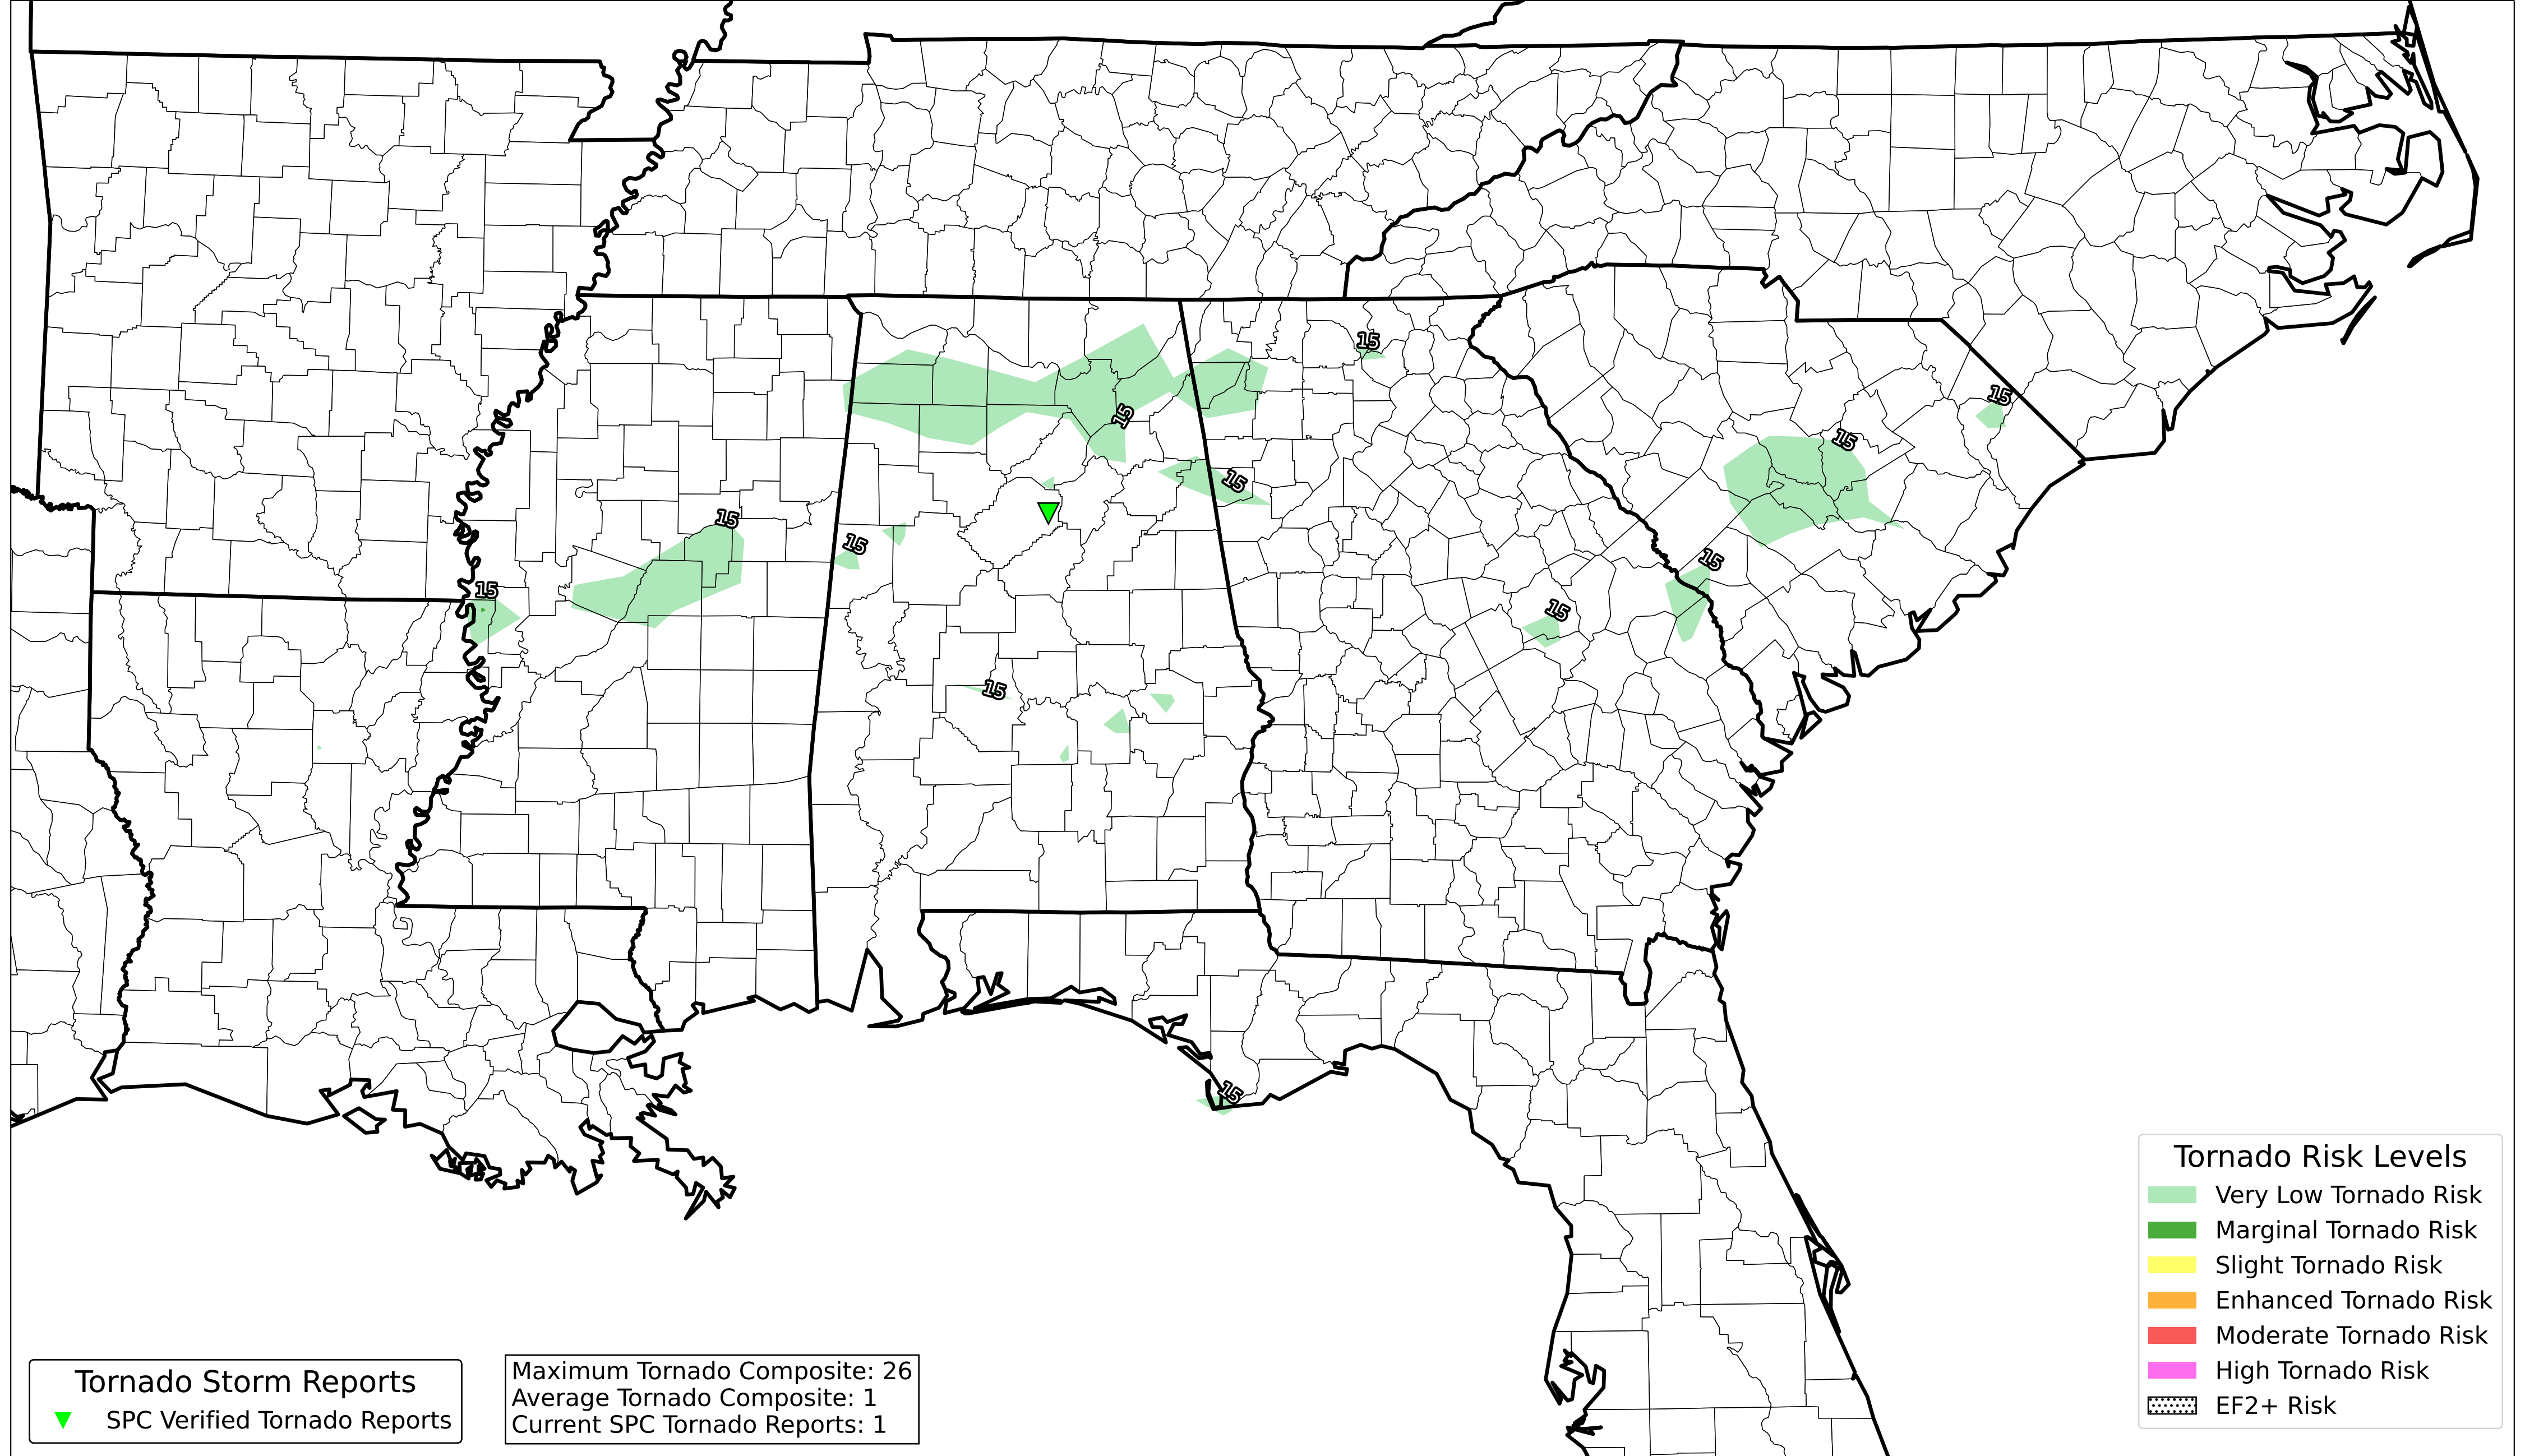 15
15
15
15
15
15
15
15
15
15
15
15
15
Tornado Risk Levels
Very Low Tornado Risk
Marginal Tornado Risk
Slight Tornado Risk
Enhanced Tornado Risk
Moderate Tornado Risk
High Tornado Risk
EF2+ Risk
Tornado Storm Reports
SPC Verified Tornado Reports
Maximum Tornado Composite: 26
Average Tornado Composite: 1
Current SPC Tornado Reports: 1